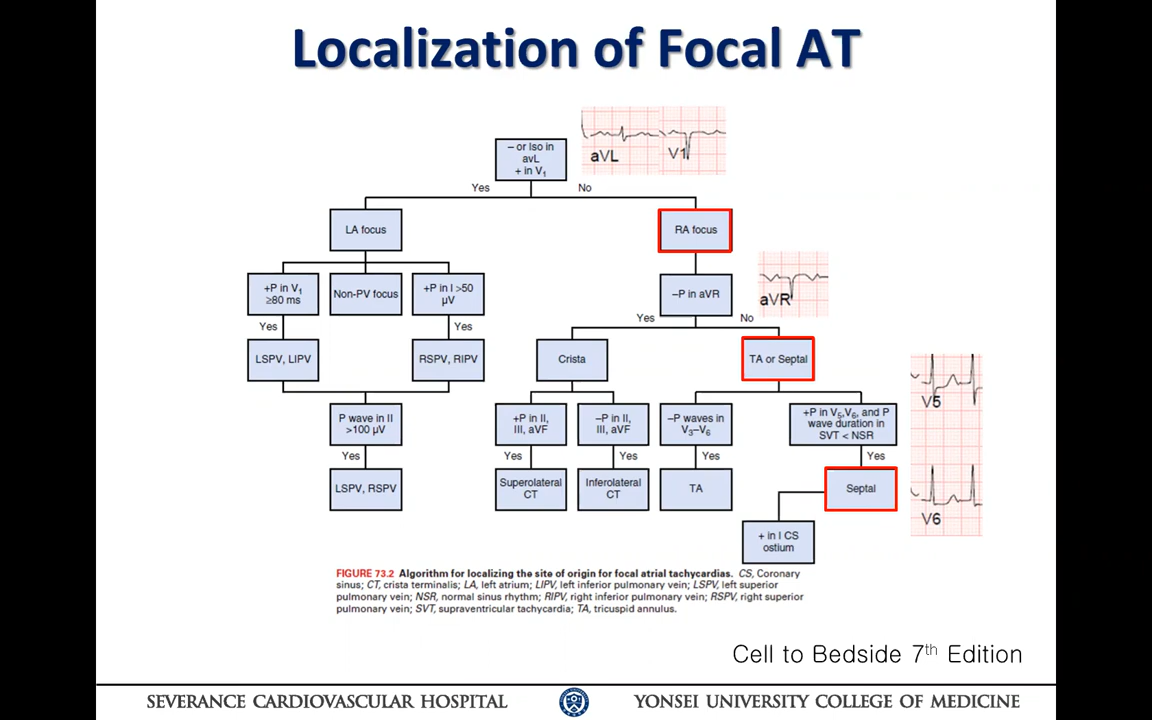 Localization of Focal AT
– or Iso in
avL
+ in V1
aVL
V1
Yes
No
LA focus
RA focus
+P in V1
≥80 ms
Non-PV focus
+P in I >50
µV
–P in aVR
aVR
Yes
Yes
Yes
No
LSPV, LIPV
RSPV, RIPV
Crista
TA or Septal
V5
P wave in II
>100 µV
+P in II,
III, aVF
–P in II,
III, aVF
–P waves in
V3–V6
+P in V5,V6, and P
wave duration in
SVT < NSR
Yes
Yes
Yes
Yes
Yes
LSPV, RSPV
Superolateral
CT
Inferolateral
CT
TA
Septal
V6
+ in I CS
ostium
FIGURE 73.2 Algorithm for localizing the site of origin for focal atrial tachycardias. CS, Coronary
sinus; CT, crista terminalis; LA, left atrium; LIPV, left inferior pulmonary vein; LSPV, left superior
pulmonary vein; NSR, normal sinus rhythm; RIPV, right inferior pulmonary vein; RSPV, right superior
pulmonary vein; SVT, supraventricular tachycardia; TA, tricuspid annulus.
Cell to Bedside 7th Edition
SEVERANCE CARDIOVASCULAR HOSPITAL
YONSEI UNIVERSITY COLLEGE OF MEDICINE